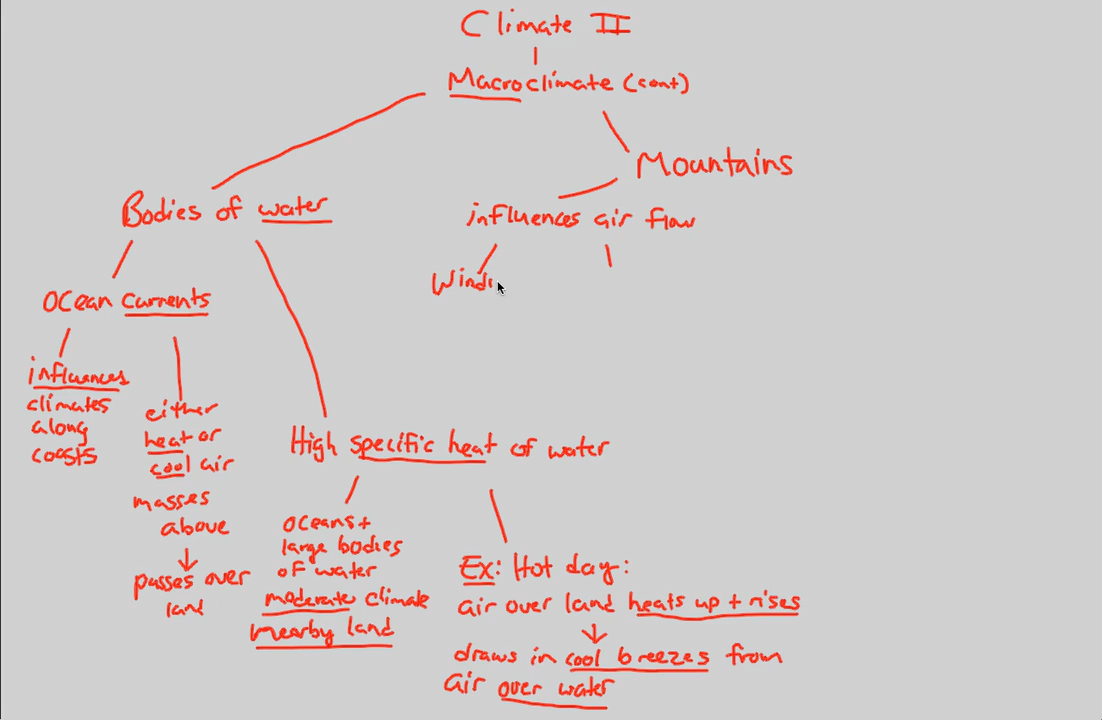 Climate II
Macroclimate (cont)
Mountains
Bodies of water
influences air flow
Ocean currents
influences
climates
along
coasts
either
heat or
cool air
masses
above
↓
passes over
land
High specific heat of water
oceans +
large bodies
of water
moderate climate
nearby land
Ex: Hot day:
air over land heats up + rises
↓
draws in cool breezes from
air over water